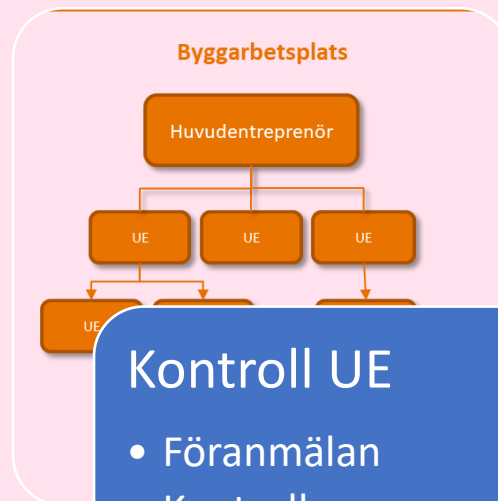 Byggarbetsplats
Huvudentreprenör
UE
UE
UE
UE
Kontroll UE
• Föranmälan